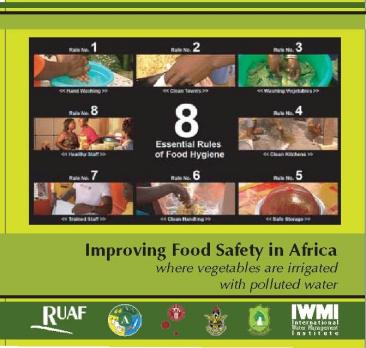 Rule No. 1
<< Hand Washing >>
Rule No. 2
<< Clean Towels >>
Rule No. 3
<< Washing Vegetables >>
Rule No. 8
<< Healthy Staff >>
8
Essential Rules
of Food Hygiene
Rule No. 4
<< Clean Kitchens >>
Rule No. 7
<< Trained Staff >>
Rule No. 6
<< Clean Handling >>
Rule No. 5
<< Safe Storage >>
Improving Food Safety in Africa
where vegetables are irrigated
with polluted water
RUAF
IWMI
International
Water Management
Institute